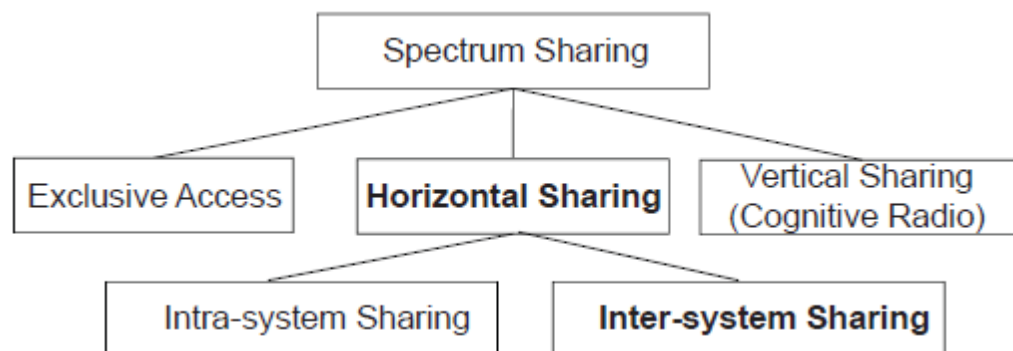 Spectrum Sharing
Exclusive Access
Horizontal Sharing
Vertical Sharing
(Cognitive Radio)
Intra-system Sharing
Inter-system Sharing